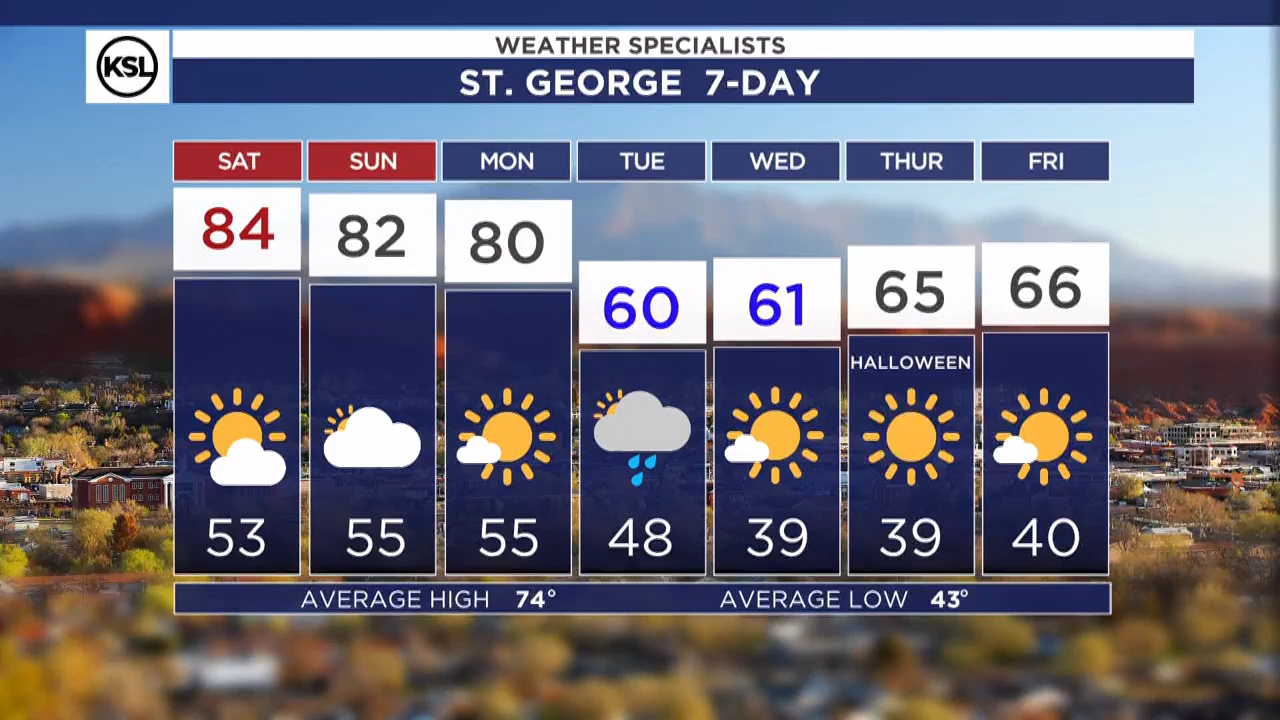 KSL
WEATHER SPECIALISTS
ST. GEORGE 7-DAY
SAT SUN MON TUE WED THUR FRI
84 82 80 60 61 65 66
HALLOWEEN
53 55 55 48 39 39 40
AVERAGE HIGH 74° AVERAGE LOW 43°